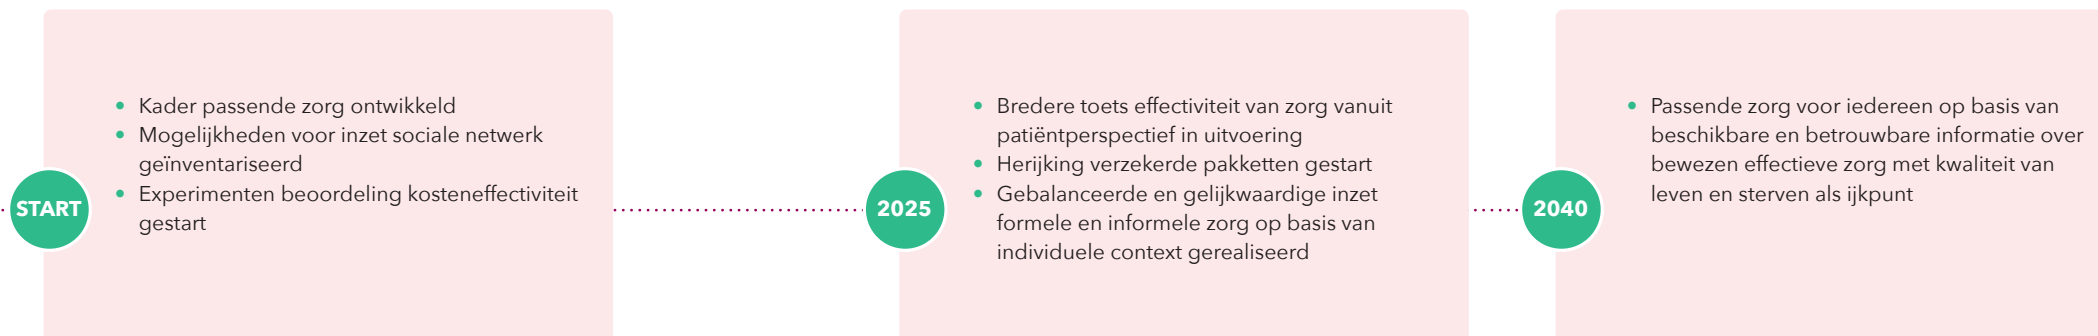 START
• Kader passende zorg ontwikkeld
• Mogelijkheden voor inzet sociale netwerk
geïnventariseerd
• Experimenten beoordeling kosteneffectiviteit
gestart
2025
• Bredere toets effectiviteit van zorg vanuit
patiëntperspectief in uitvoering
• Herijking verzekerde pakketten gestart
• Gebalanceerde en gelijkwaardige inzet
formele en informele zorg op basis van
individuele context gerealiseerd
2040
• Passende zorg voor iedereen op basis van
beschikbare en betrouwbare informatie over
bewezen effectieve zorg met kwaliteit van
leven en sterven als ijkpunt